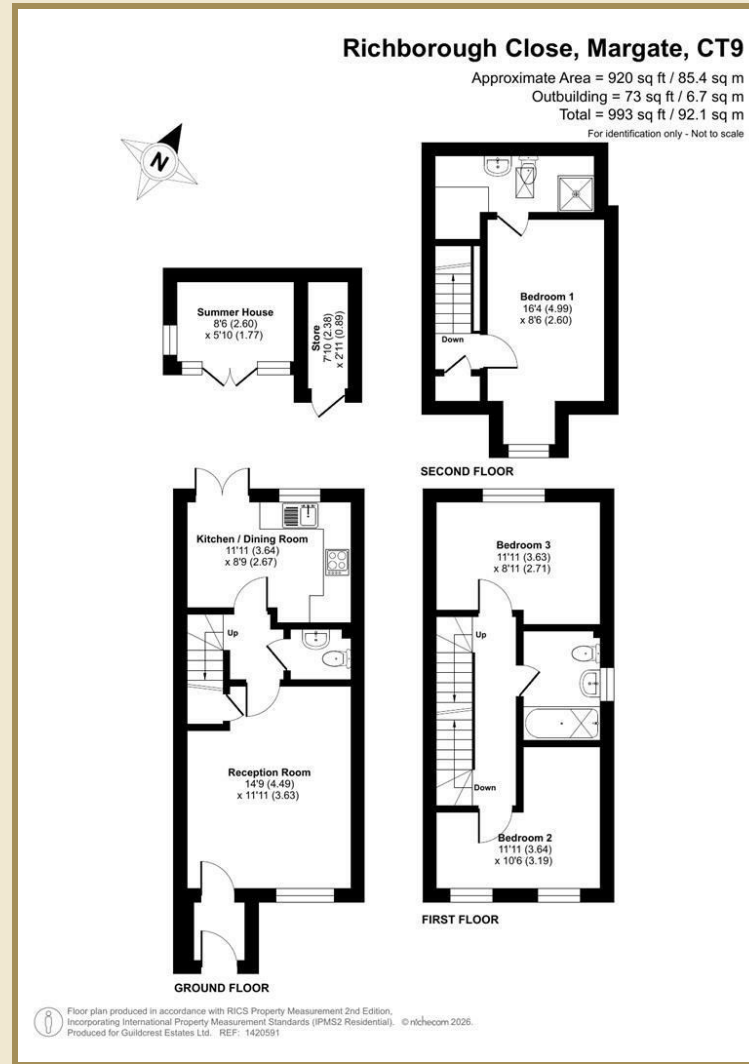 Richborough Close, Margate, CT9
Approximate Area = 920 sq ft / 85.4 sq m
Outbuilding = 73 sq ft / 6.7 sq m
Total = 993 sq ft / 92.1 sq m
For identification only - Not to scale
N
Summer House
8'6 (2.60)
x 5'10 (1.77)
Store
7'10 (2.38)
x 2'11 (0.89)
Bedroom 1
16'4 (4.99)
x 8'6 (2.60)
Down
SECOND FLOOR
Kitchen / Dining Room
11'11 (3.64)
x 8'9 (2.67)
Up
Reception Room
14'9 (4.49)
x 11'11 (3.63)
GROUND FLOOR
Bedroom 3
11'11 (3.63)
x 8'11 (2.71)
Up
Down
Bedroom 2
11'11 (3.64)
x 10'6 (3.19)
FIRST FLOOR
Floor plan produced in accordance with RICS Property Measurement 2nd Edition,
Incorporating International Property Measurement Standards (IPMS2 Residential). © ntchecom 2026.
Produced for Guildcrest Estates Ltd. REF: 1420591